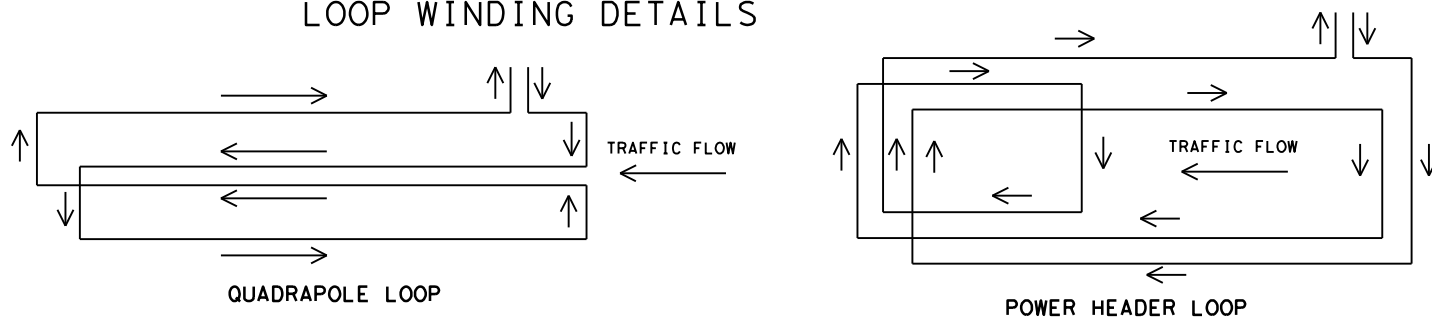 LOOP WINDING DETAILS
TRAFFIC FLOW
QUADRAPOLE LOOP
TRAFFIC FLOW
POWER HEADER LOOP